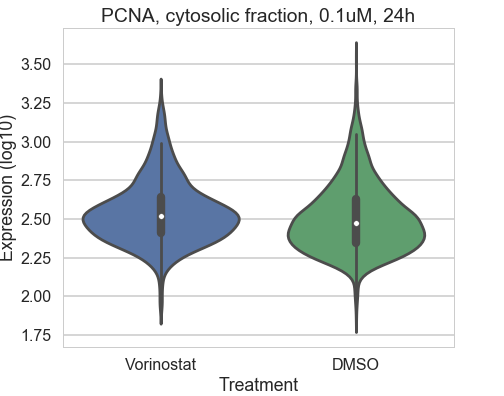 PCNA, cytosolic fraction, 0.1uM, 24h
Expression (log10)
3.50
3.25
3.00
2.75
2.50
2.25
2.00
1.75
Vorinostat
DMSO
Treatment